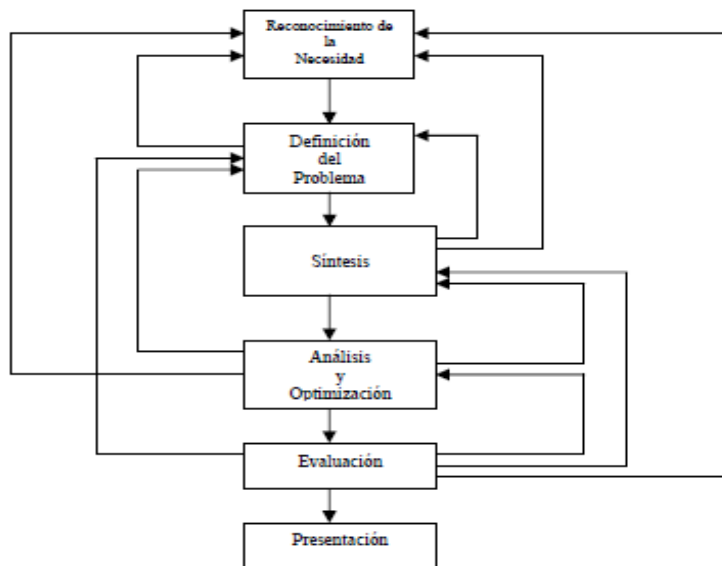 Reconocimiento de
la
Necesidad
Definición
del
Problema
Síntesis
Análisis
y
Optimización
Evaluación
Presentación